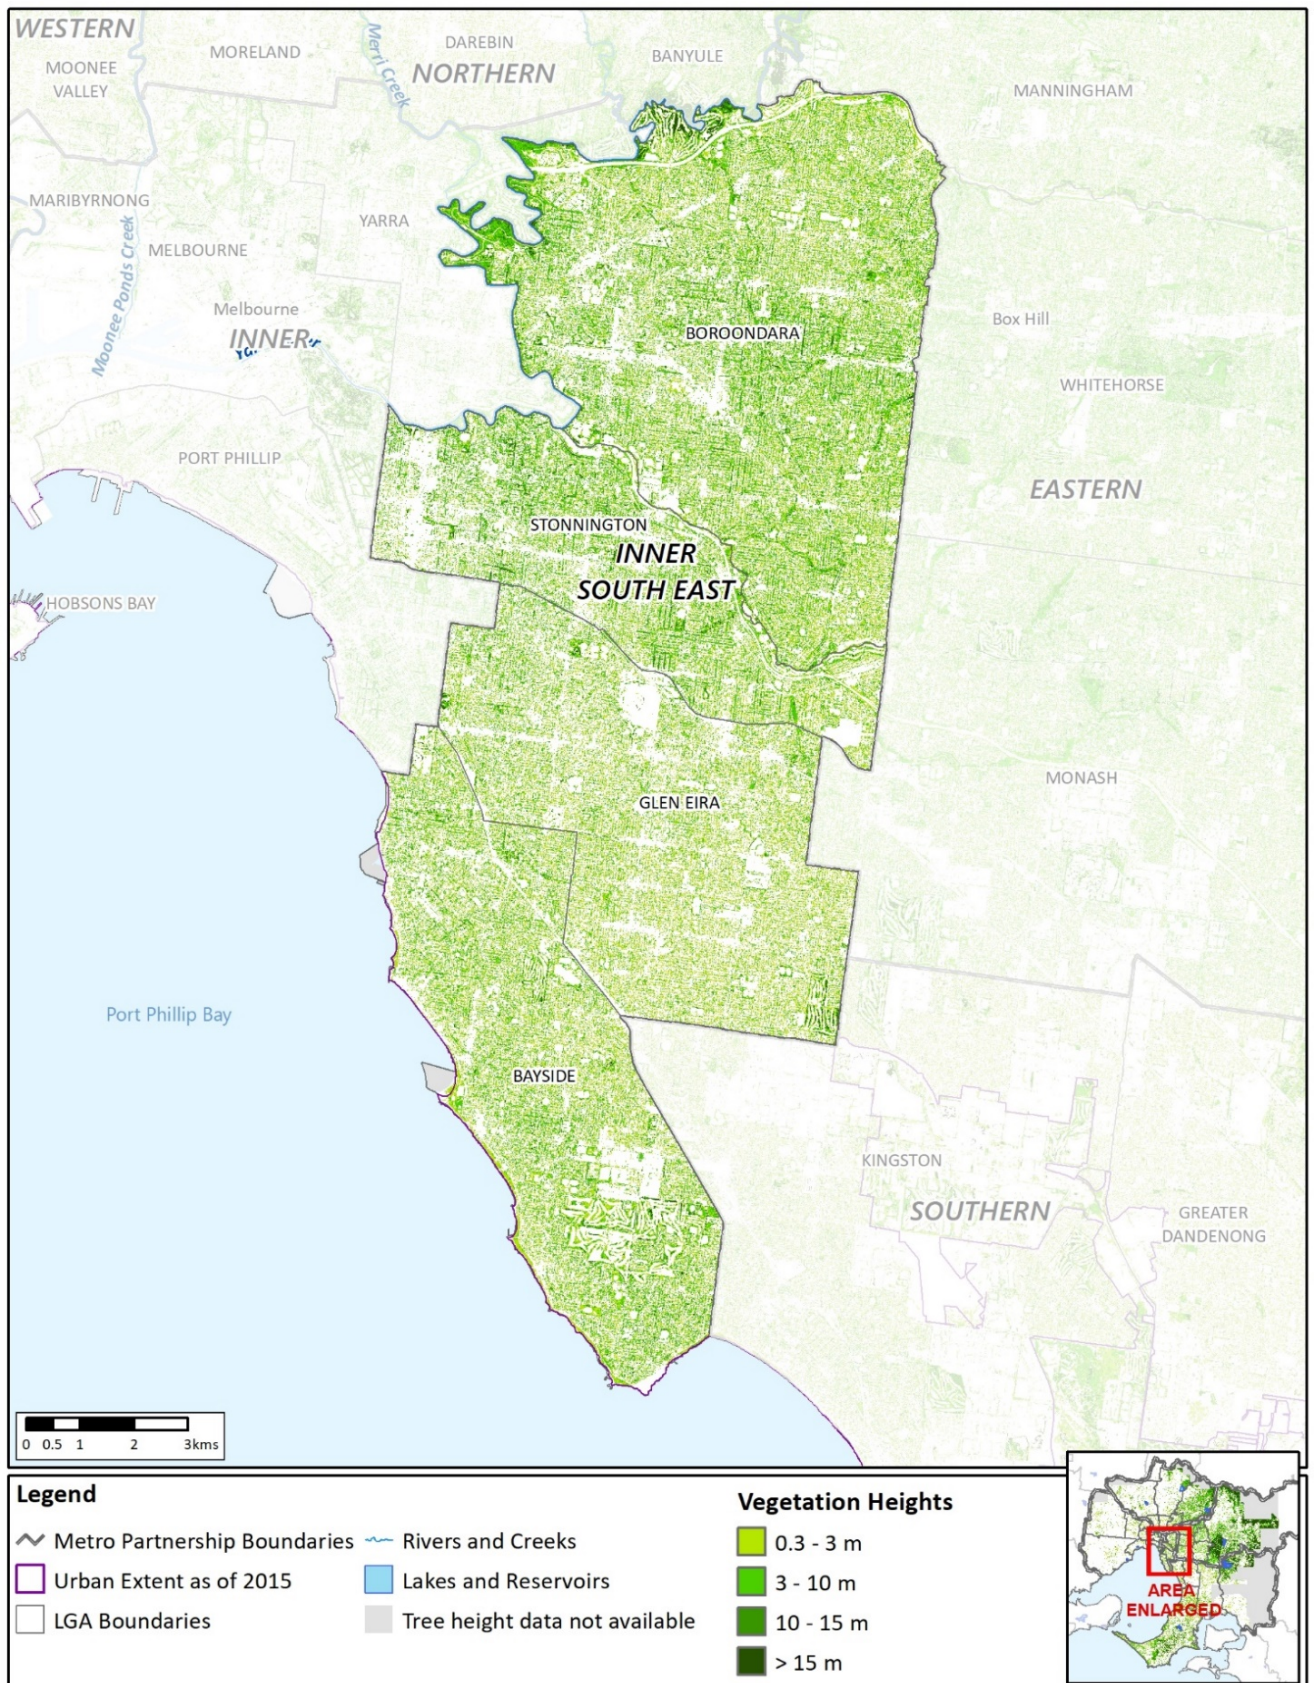 WESTERN
MORELAND
DAREBIN
BANYULE
MOONEE
VALLEY
Merri Creek
NORTHERN
MANNINGHAM
MARIBYRNONG
YARRA
MELBOURNE
Moonee Ponds Creek
Melbourne
INNER
BOROONDARA
Box Hill
WHITEHORSE
PORT PHILLIP
EASTERN
STONNINGTON
INNER
SOUTH EAST
HOBSONS BAY
MONASH
GLEN EIRA
Port Phillip Bay
BAYSIDE
KINGSTON
SOUTHERN
GREATER
DANDENONG
0 0.5 1 2 3kms
Legend
Metro Partnership Boundaries
Urban Extent as of 2015
LGA Boundaries
Rivers and Creeks
Lakes and Reservoirs
Tree height data not available
Vegetation Heights
0.3 - 3 m
3 - 10 m
10 - 15 m
> 15 m
AREA
ENLARGED